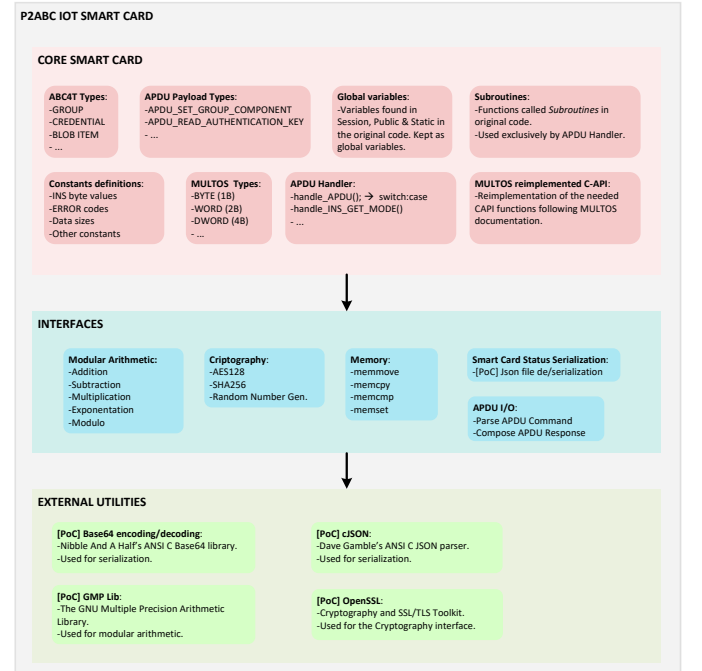 P2ABC IOT SMART CARD
CORE SMART CARD
ABC4T Types:
-GROUP
-CREDENTIAL
-BLOB ITEM
- ...
APDU Payload Types:
-APDU_SET_GROUP_COMPONENT
-APDU_READ_AUTHENTICATION_KEY
- ...
Global variables:
-Variables found in
Session, Public & Static in
the original code. Kept as
global variables.
Subroutines:
-Functions called Subroutines in
original code.
-Used exclusively by APDU Handler.
Constants definitions:
-INS byte values
-ERROR codes
-Data sizes
-Other constants
MULTOS Types:
-BYTE (1B)
-WORD (2B)
-DWORD (4B)
- ...
APDU Handler:
-handle_APDU(); → switch:case
-handle_INS_GET_MODE()
- ...
MULTOS reimplemented C-API:
-Reimplementation of the needed
CAPI functions following MULTOS
documentation.
INTERFACES
Modular Arithmetic:
-Addition
-Subtraction
-Multiplication
-Exponentation
-Modulo
Criptography:
-AES128
-SHA256
-Random Number Gen.
Memory:
-memmove
-memcpy
-memcmp
-memset
Smart Card Status Serialization:
-[PoC] Json file de/serialization
APDU I/O:
-Parse APDU Command
-Compose APDU Response
EXTERNAL UTILITIES
[PoC] Base64 encoding/decoding:
-Nibble And A Half's ANSI C Base64 library.
-Used for serialization.
[PoC] cJSON:
-Dave Gamble's ANSI C JSON parser.
-Used for serialization.
[PoC] GMP Lib:
-The GNU Multiple Precision Arithmetic
Library.
-Used for modular arithmetic.
[PoC] OpenSSL:
-Cryptography and SSL/TLS Toolkit.
-Used for the Cryptography interface.